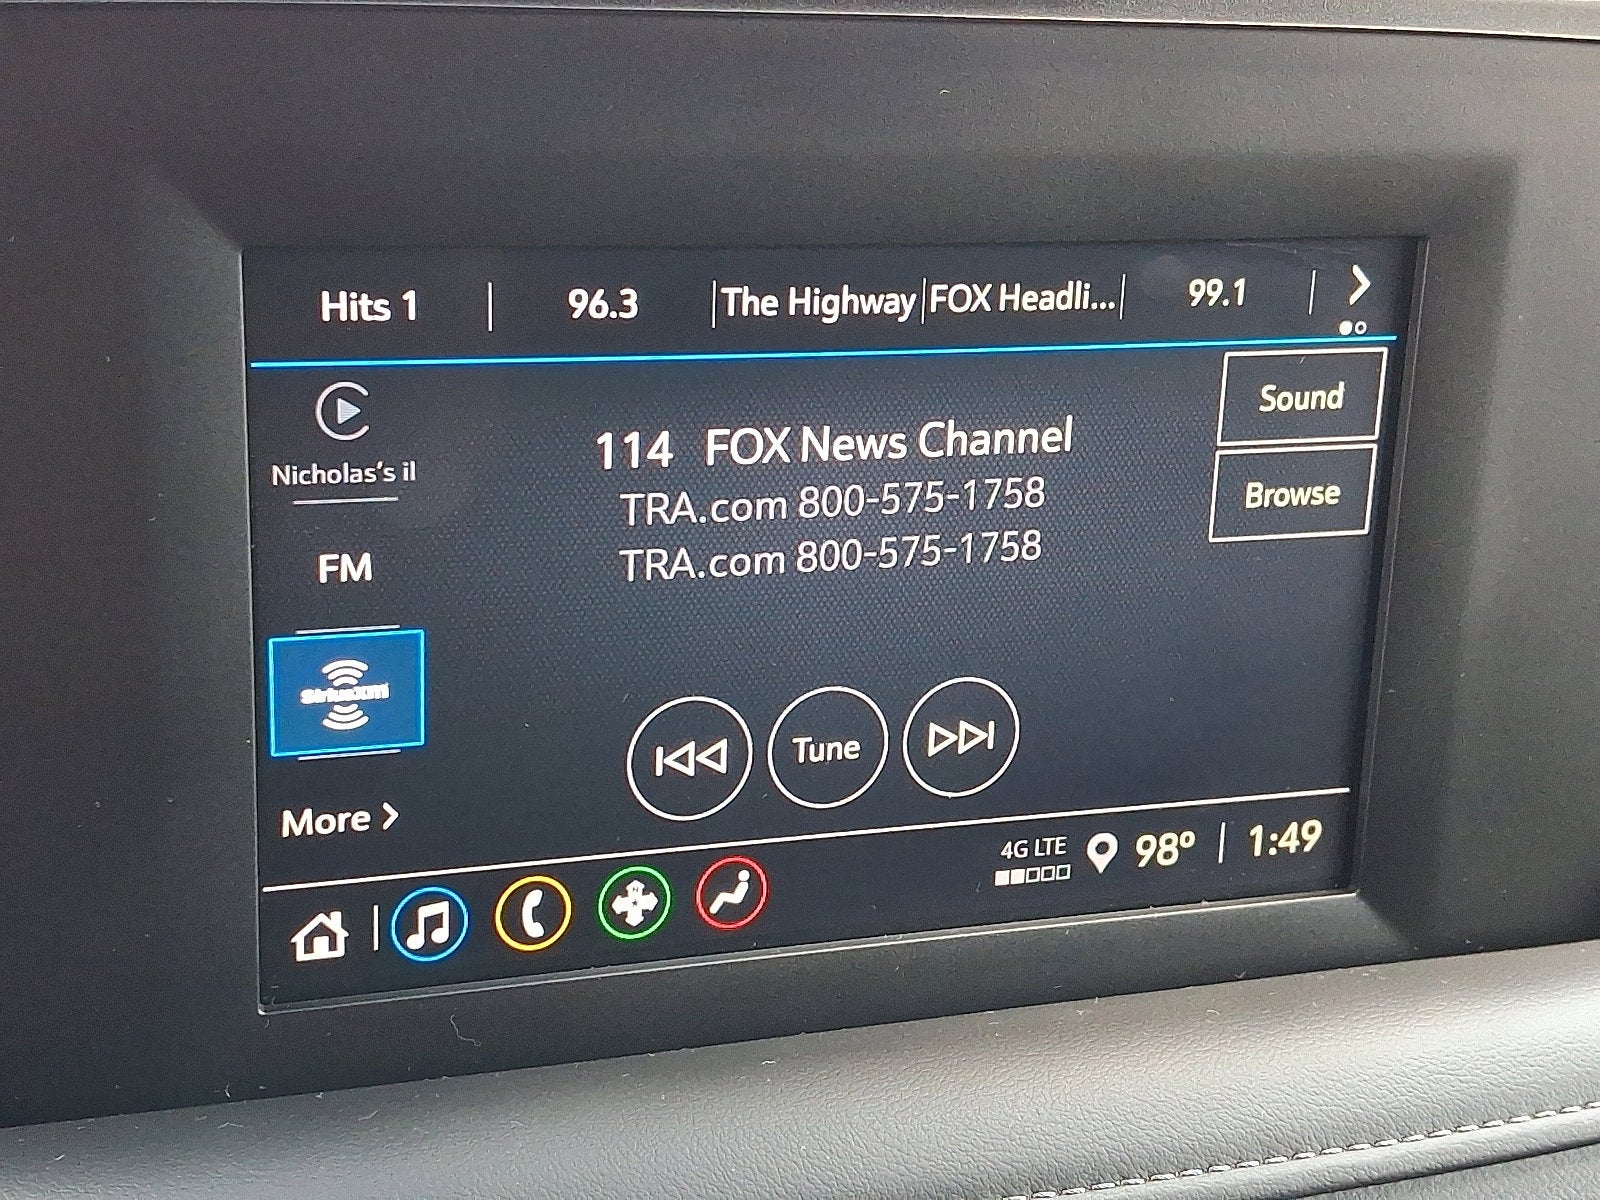 Hits 1 | 96.3 | The Highway | FOX Headli... | 99.1
Sound
114 FOX News Channel
Nicholas's il
TRA.com 800-575-1758
Browse
TRA.com 800-575-1758
FM
siriusxm
Tune
More >
4G LTE
98° | 1:49